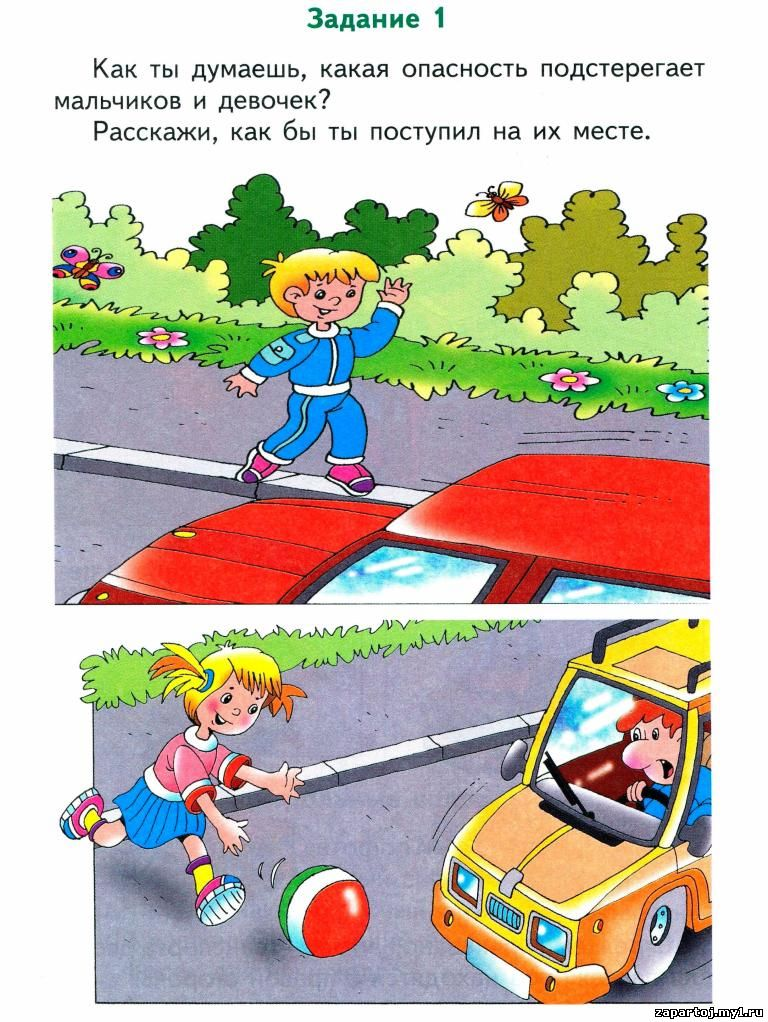 Задание 1
Как ты думаешь, какая опасность подстерегает
мальчиков и девочек?
Расскажи, как бы ты поступил на их месте.
zapartoj.my1.ru